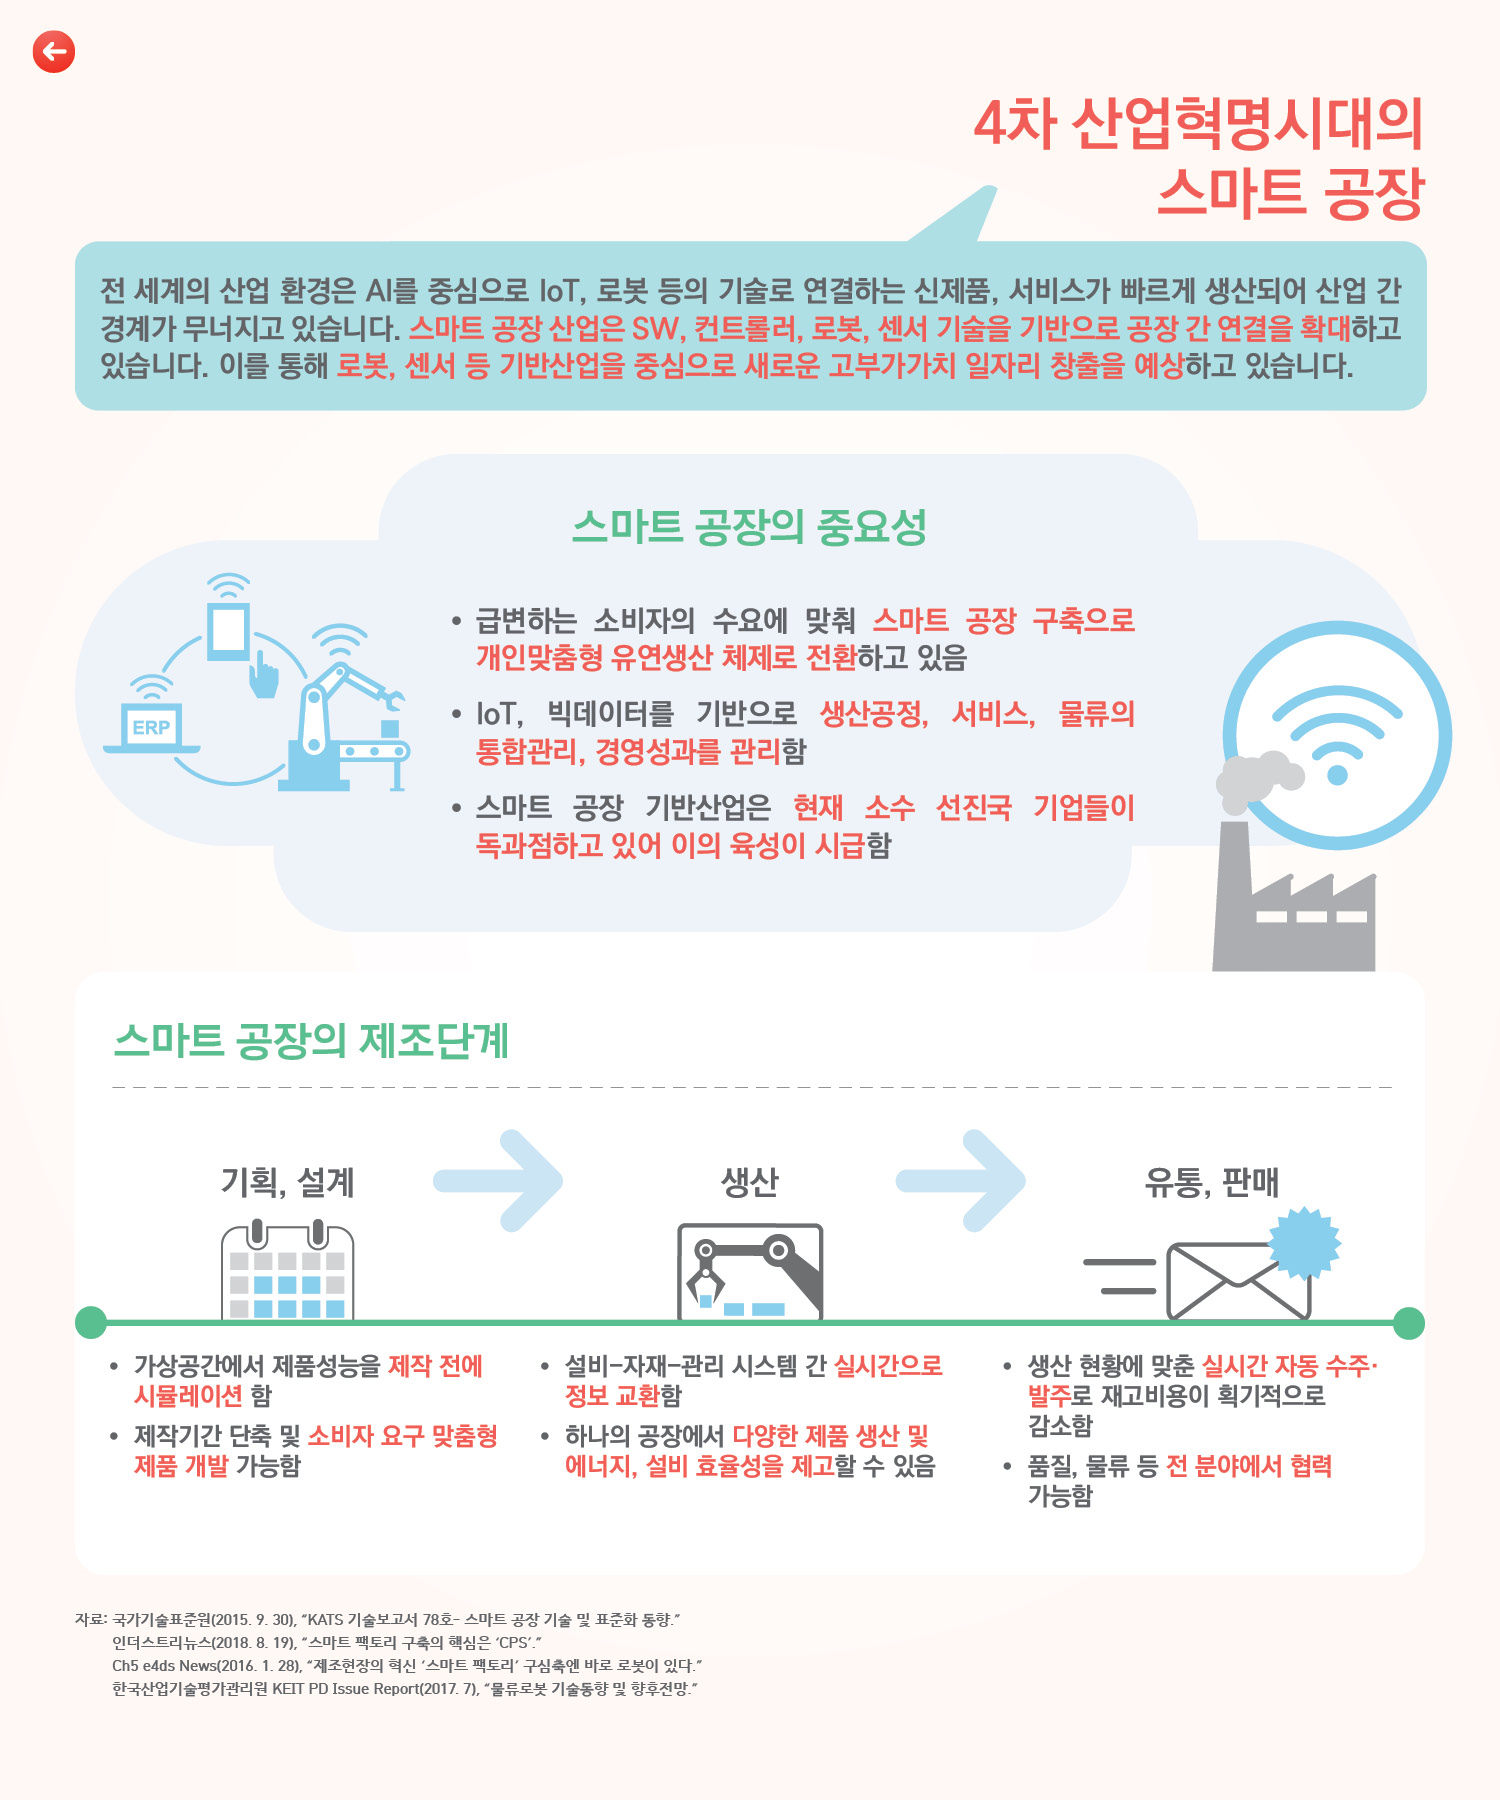 4차 산업혁명시대의
스마트 공장
전 세계의 산업 환경은 AI를 중심으로 IoT, 로봇 등의 기술로 연결하는 신제품, 서비스가 빠르게 생산되어 산업 간
경계가 무너지고 있습니다. 스마트 공장 산업은 SW, 컨트롤러, 로봇, 센서 기술을 기반으로 공장 간 연결을 확대하고
있습니다. 이를 통해 로봇, 센서 등 기반산업을 중심으로 새로운 고부가가치 일자리 창출을 예상하고 있습니다.
스마트 공장의 중요성
ERP
• 급변하는 소비자의 수요에 맞춰 스마트 공장 구축으로
개인맞춤형 유연생산 체제로 전환하고 있음
• IoT, 빅데이터를 기반으로 생산공정, 서비스, 물류의
통합관리, 경영성과를 관리함
• 스마트 공장 기반산업은 현재 소수 선진국 기업들이
독과점하고 있어 이의 육성이 시급함
스마트 공장의 제조단계
기획, 설계
• 가상공간에서 제품성능을 제작 전에
시뮬레이션 함
• 제작기간 단축 및 소비자 요구 맞춤형
제품 개발 가능함
생산
• 설비-자재-관리 시스템 간 실시간으로
정보 교환함
• 하나의 공장에서 다양한 제품 생산 및
에너지, 설비 효율성을 제고할 수 있음
유통, 판매
• 생산 현황에 맞춘 실시간 자동 수주·
발주로 재고비용이 획기적으로
감소함
• 품질, 물류 등 전 분야에서 협력
가능함
자료: 국가기술표준원(2015. 9. 30), “KATS 기술보고서 78호- 스마트 공장 기술 및 표준화 동향.”
인더스트리뉴스(2018. 8. 19), “스마트 팩토리 구축의 핵심은 ‘CPS’.”
Ch5 e4ds News(2016. 1. 28), “제조현장의 혁신 ‘스마트 팩토리’ 구심축엔 바로 로봇이 있다.”
한국산업기술평가관리원 KEIT PD Issue Report(2017. 7), “물류로봇 기술동향 및 향후전망.”